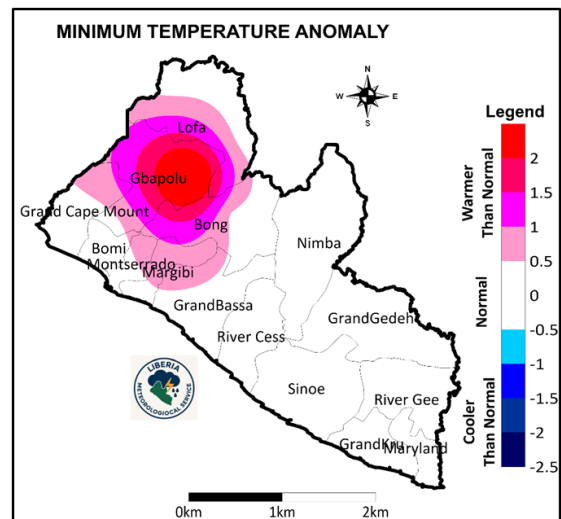 MINIMUM TEMPERATURE ANOMALY
N
W E
S
Legend
Lofa
Gbapolu
Grand Cape Mount
Bong
Bomi
Montserrado
Margibi
Nimba
GrandBassa
River Cess
GrandGedeh
Sinoe
River Gee
GrandKru
Maryland
LIBERIA
METEOROLOGIOCAL SERVICE
Warmer
Than Normal
Normal
Cooler
Than Normal
2
1.5
1
0.5
0
-0.5
-1
-1.5
-2
-2.5
0km 1km 2km